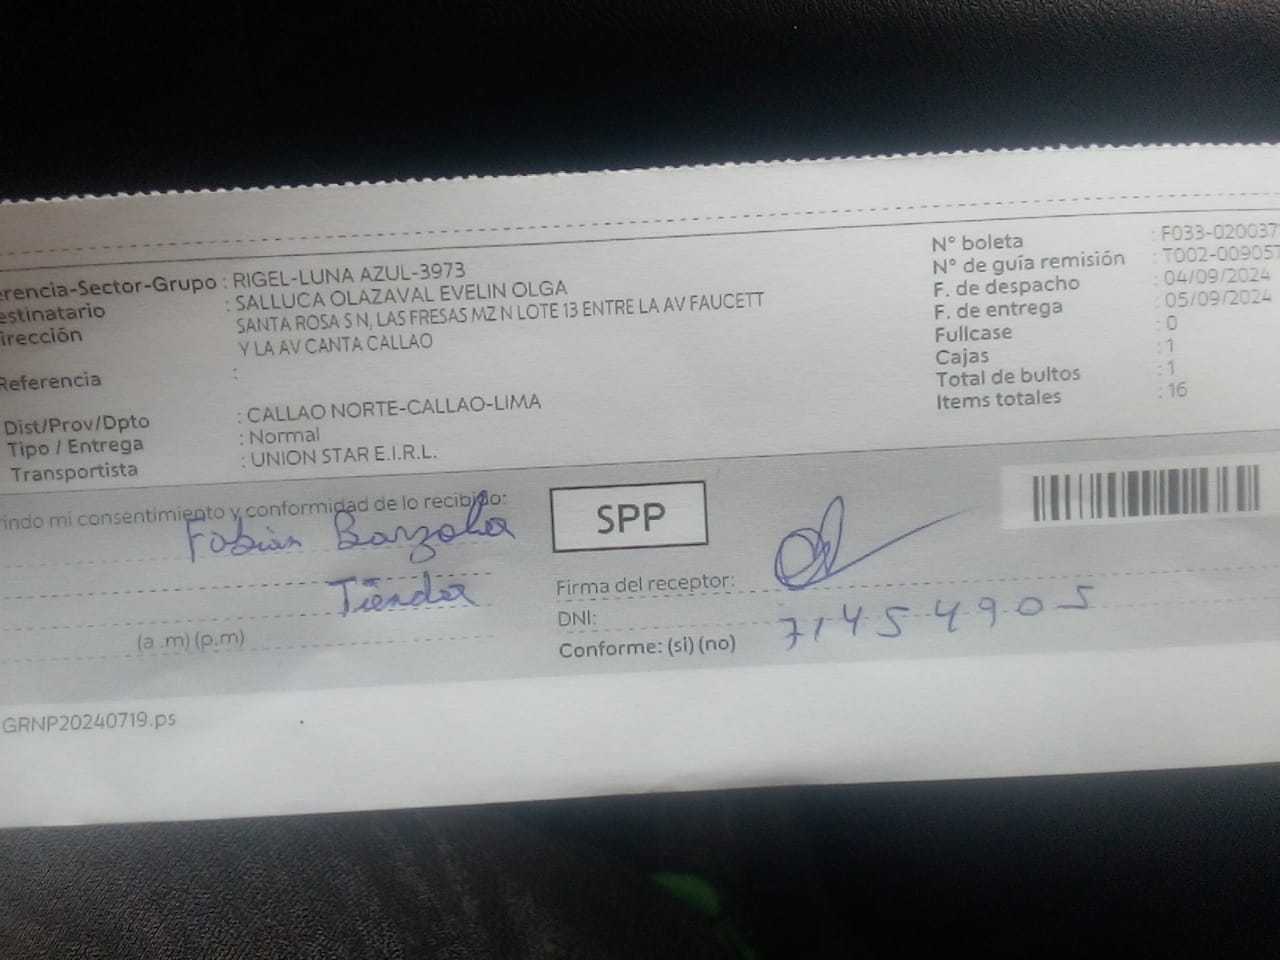 erencia-Sector-Grupo : RIGEL-LUNA AZUL-3973
estinatario : SALLUCA OLAZAVAL EVELIN OLGA
irección SANTA ROSA S N, LAS FRESAS MZ N LOTE 13 ENTRE LA AV FAUCETT
Y LA AV CANTA CALLAO
Referencia :
Dist/Prov/Dpto : CALLAO NORTE-CALLAO-LIMA
Tipo / Entrega : Normal
Transportista : UNION STAR E.I.R.L.
N° boleta : F033-020037
N° de guía remisión : T002-009057
F. de despacho : 04/09/2024
F. de entrega : 05/09/2024
Fullcase : 0
Cajas : 1
Total de bultos : 1
Items totales : 16
rindo mi consentimiento y conformidad de lo recibido:
Fabian Barzola
Tienda
(a .m) (p.m)
SPP
Firma del receptor:
DNI: 71454905
Conforme: (si) (no)
GRNP20240719.ps